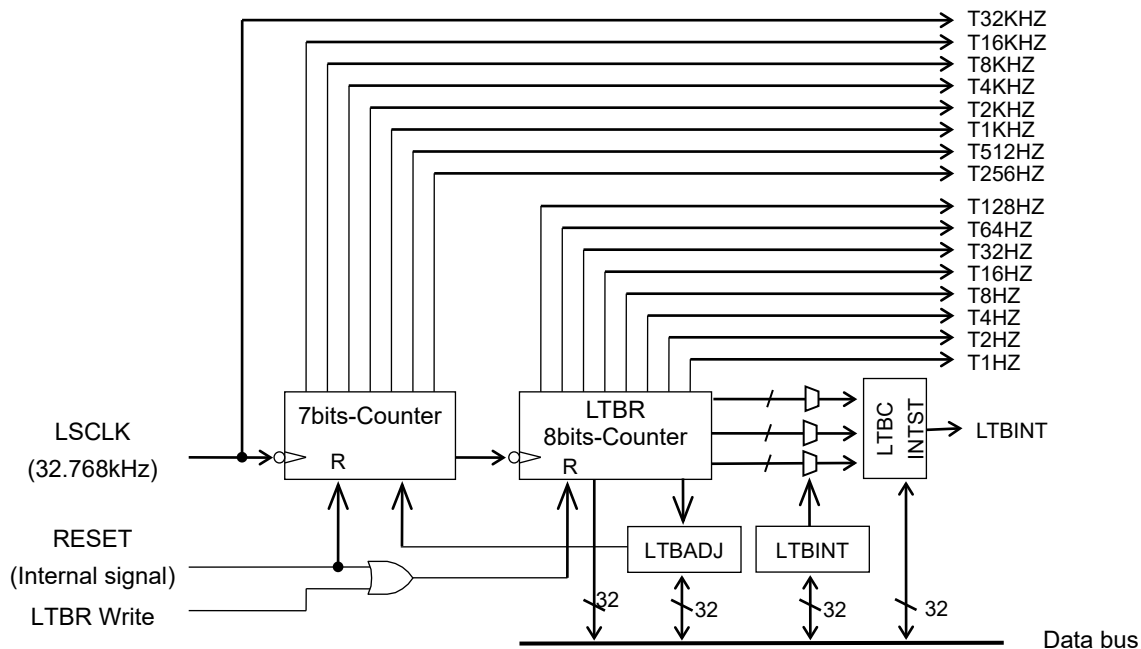 T32KHZ
T16KHZ
T8KHZ
T4KHZ
T2KHZ
T1KHZ
T512HZ
T256HZ
T128HZ
T64HZ
T32HZ
T16HZ
T8HZ
T4HZ
T2HZ
T1HZ
7bits-Counter
R
LTBR
8bits-Counter
R
LTBC
INTST
LTBINT
LSCLK
(32.768kHz)
RESET
(Internal signal)
LTBR Write
LTBADJ
LTBINT
32
32
32
32
Data bus